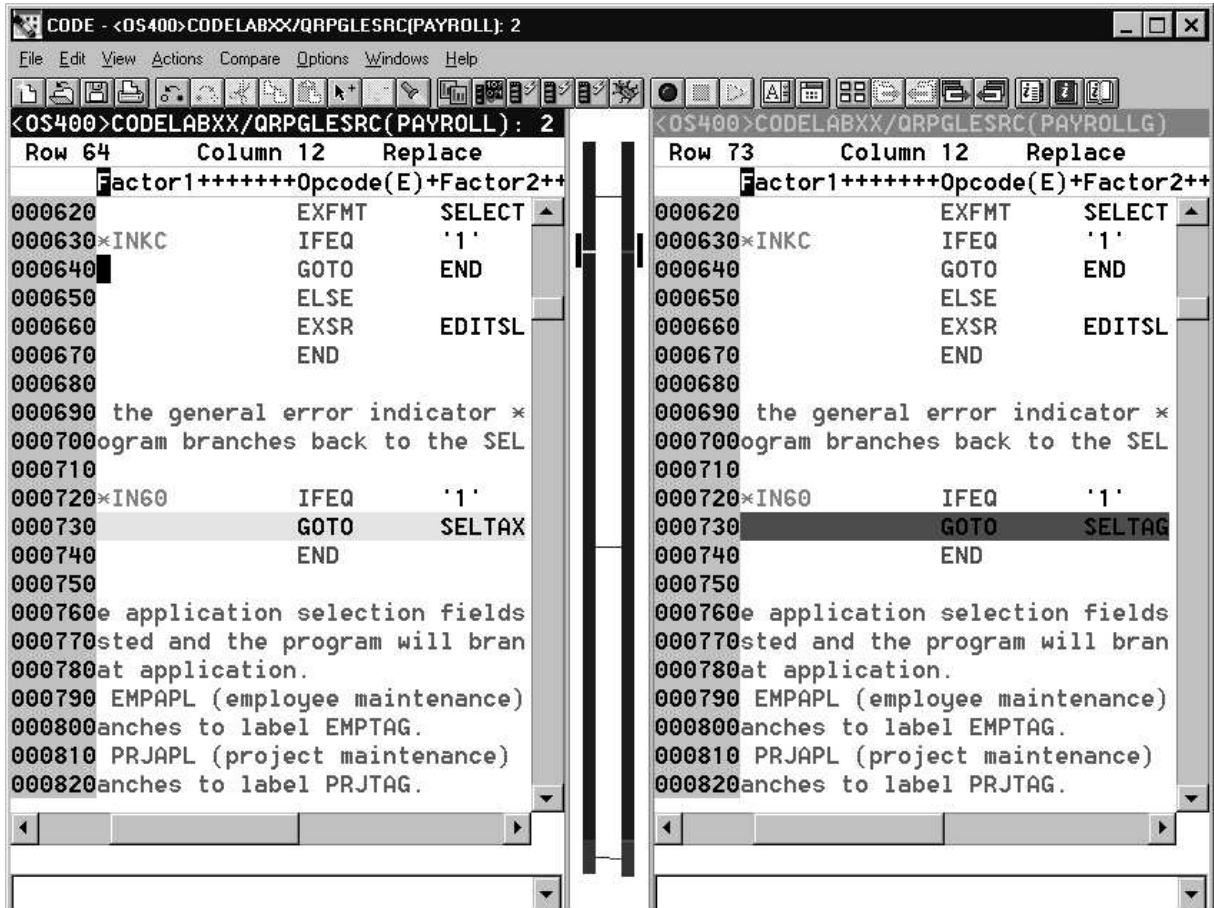 CODE - <OS400>CODELABXX/QRPGLESRC(PAYROLL): 2
File Edit View Actions Compare Options Windows Help
<OS400>CODELABXX/QRPGLESRC(PAYROLL): 2
Row 64 Column 12 Replace
Factor1+++++++Opcode(E)+Factor2++
000620 EXFMT SELECT
000630*INKC IFEQ '1'
000640 GOTO END
000650 ELSE
000660 EXSR EDITSL
000670 END
000680
000690 the general error indicator *
000700ogram branches back to the SEL
000710
000720*IN60 IFEQ '1'
000730 GOTO SELTAX
000740 END
000750
000760e application selection fields
000770sted and the program will bran
000780at application.
000790 EMPAPL (employee maintenance)
000800anches to label EMPTAG.
000810 PRJAPL (project maintenance)
000820anches to label PRJTAG.
<OS400>CODELABXX/QRPGLESRC(PAYROLLG)
Row 73 Column 12 Replace
Factor1+++++++Opcode(E)+Factor2++
000620 EXFMT SELECT
000630*INKC IFEQ '1'
000640 GOTO END
000650 ELSE
000660 EXSR EDITSL
000670 END
000680
000690 the general error indicator *
000700ogram branches back to the SEL
000710
000720*IN60 IFEQ '1'
000730 GOTO SELTAG
000740 END
000750
000760e application selection fields
000770sted and the program will bran
000780at application.
000790 EMPAPL (employee maintenance)
000800anches to label EMPTAG.
000810 PRJAPL (project maintenance)
000820anches to label PRJTAG.